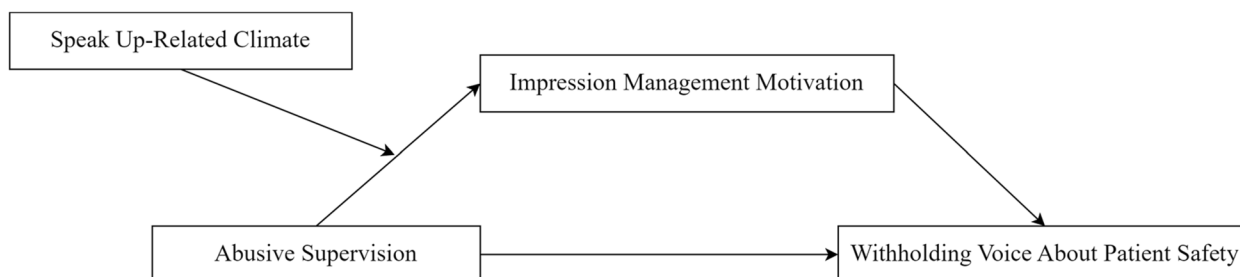 Speak Up-Related Climate
Impression Management Motivation
Abusive Supervision
Withholding Voice About Patient Safety